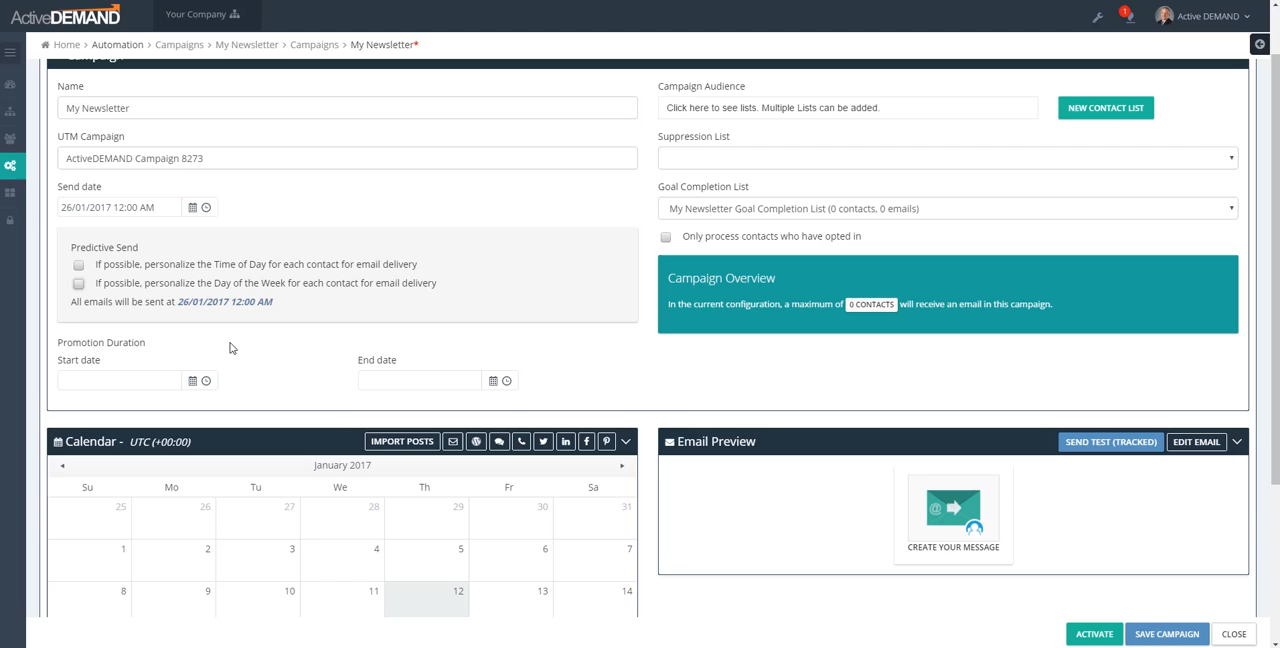 ActiveDEMAND
Your Company
1
Active DEMAND
Home > Automation > Campaigns > My Newsletter > Campaigns > My Newsletter*
Campaign
Name
My Newsletter
UTM Campaign
ActiveDEMAND Campaign 8273
Send date
26/01/2017 12:00 AM
Predictive Send
If possible, personalize the Time of Day for each contact for email delivery
If possible, personalize the Day of the Week for each contact for email delivery
All emails will be sent at 26/01/2017 12:00 AM
Promotion Duration
Start date
End date
Campaign Audience
Click here to see lists. Multiple Lists can be added.
NEW CONTACT LIST
Suppression List
Goal Completion List
My Newsletter Goal Completion List (0 contacts, 0 emails)
Only process contacts who have opted in
Campaign Overview
In the current configuration, a maximum of 0 CONTACTS will receive an email in this campaign.
Calendar - UTC (+00:00)
IMPORT POSTS
January 2017
Su Mo Tu We Th Fr Sa
25 26 27 28 29 30 31
1 2 3 4 5 6 7
8 9 10 11 12 13 14
Email Preview
SEND TEST (TRACKED)
EDIT EMAIL
@
CREATE YOUR MESSAGE
ACTIVATE
SAVE CAMPAIGN
CLOSE